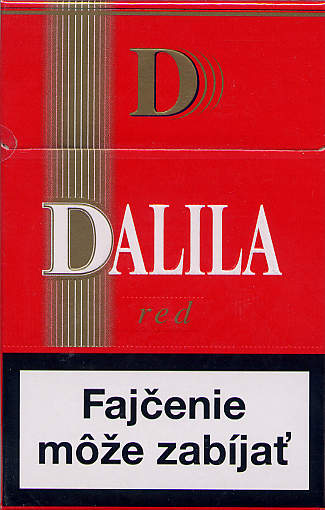 D
DALILA
red
Fajčenie
môže zabíjať